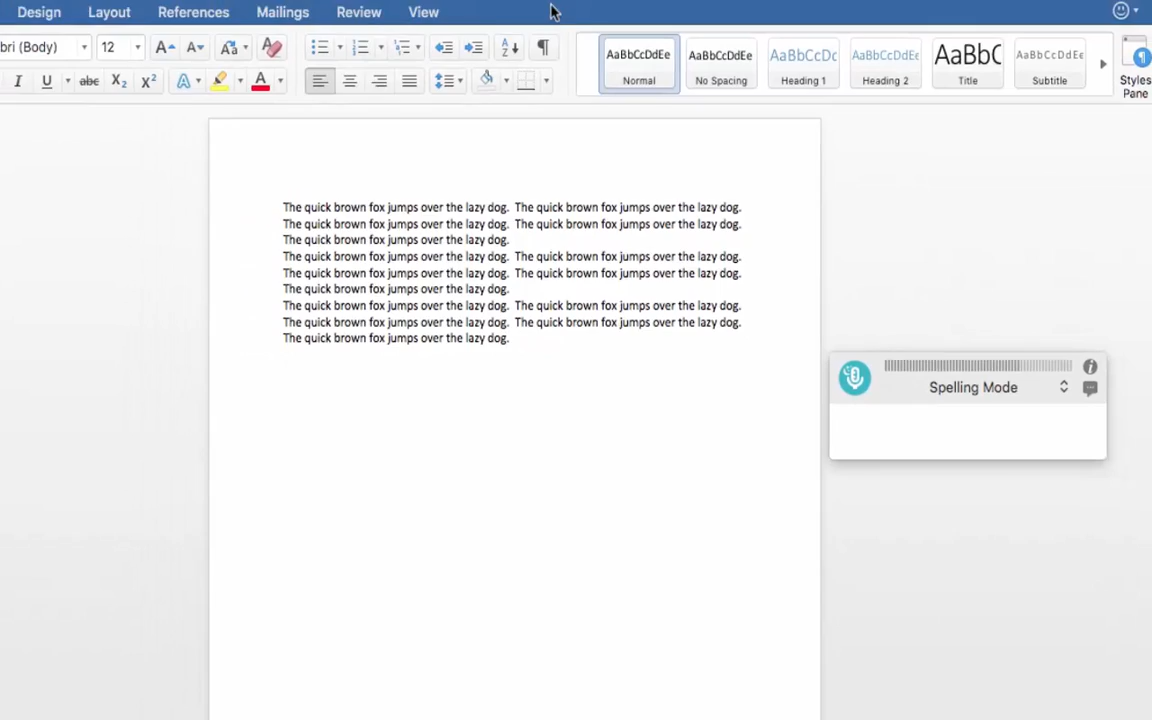 Design Layout References Mailings Review View
bri (Body) 12 Aa
A A
AaBbCcDdEe AaBbCcDdEe AaBbCcDc AaBbCcDdEe AaBbC AaBbCcDdEe
Normal No Spacing Heading 1 Heading 2 Title Subtitle
Styles
Pane
I U abc X₂ X² A A
The quick brown fox jumps over the lazy dog. The quick brown fox jumps over the lazy dog.
The quick brown fox jumps over the lazy dog. The quick brown fox jumps over the lazy dog.
The quick brown fox jumps over the lazy dog.
The quick brown fox jumps over the lazy dog. The quick brown fox jumps over the lazy dog.
The quick brown fox jumps over the lazy dog. The quick brown fox jumps over the lazy dog.
The quick brown fox jumps over the lazy dog.
The quick brown fox jumps over the lazy dog. The quick brown fox jumps over the lazy dog.
The quick brown fox jumps over the lazy dog. The quick brown fox jumps over the lazy dog.
The quick brown fox jumps over the lazy dog.
Spelling Mode